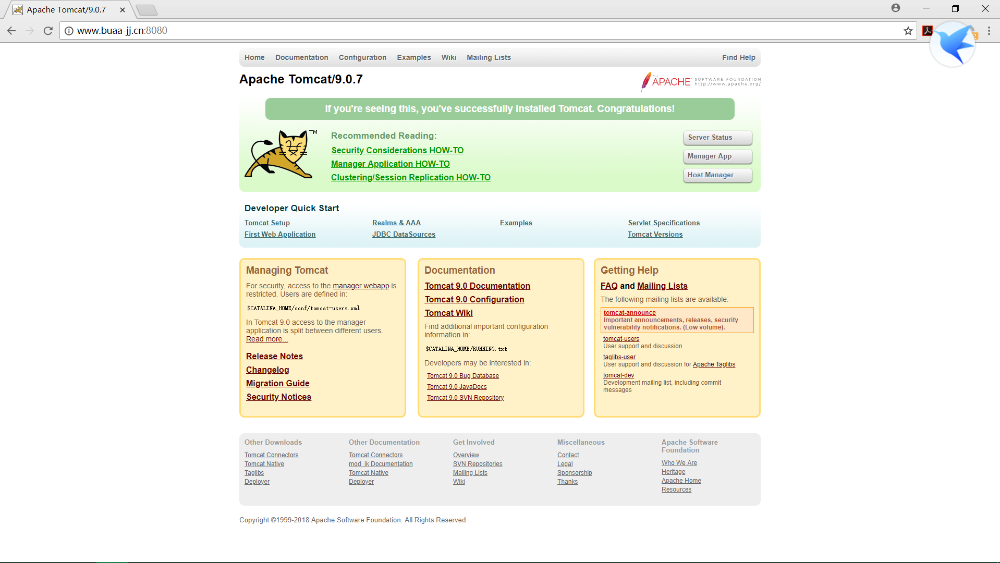 Apache Tomcat/9.0.7
www.buaa-jj.cn:8080
Home Documentation Configuration Examples Wiki Mailing Lists Find Help
Apache Tomcat/9.0.7
THE APACHE SOFTWARE FOUNDATION
http://www.apache.org/
If you're seeing this, you've successfully installed Tomcat. Congratulations!
TM
Recommended Reading:
Security Considerations HOW-TO
Manager Application HOW-TO
Clustering/Session Replication HOW-TO
Server Status
Manager App
Host Manager
Developer Quick Start
Tomcat Setup
First Web Application
Realms & AAA
JDBC DataSources
Examples
Servlet Specifications
Tomcat Versions
Managing Tomcat
For security, access to the manager webapp is
restricted. Users are defined in:
$CATALINA_HOME/conf/tomcat-users.xml
In Tomcat 9.0 access to the manager
application is split between different users.
Read more...
Release Notes
Changelog
Migration Guide
Security Notices
Documentation
Tomcat 9.0 Documentation
Tomcat 9.0 Configuration
Tomcat Wiki
Find additional important configuration
information in:
$CATALINA_HOME/RUNNING.txt
Developers may be interested in:
Tomcat 9.0 Bug Database
Tomcat 9.0 JavaDocs
Tomcat 9.0 SVN Repository
Getting Help
FAQ and Mailing Lists
The following mailing lists are available:
tomcat-announce
Important announcements, releases, security
vulnerability notifications. (Low volume).
tomcat-users
User support and discussion
taglibs-user
User support and discussion for Apache Taglibs
tomcat-dev
Development mailing list, including commit
messages
Other Downloads
Tomcat Connectors
Tomcat Native
Taglibs
Deployer
Other Documentation
Tomcat Connectors
mod_jk Documentation
Tomcat Native
Deployer
Get Involved
Overview
SVN Repositories
Mailing Lists
Wiki
Miscellaneous
Contact
Legal
Sponsorship
Thanks
Apache Software
Foundation
Who We Are
Heritage
Apache Home
Resources
Copyright ©1999-2018 Apache Software Foundation. All Rights Reserved